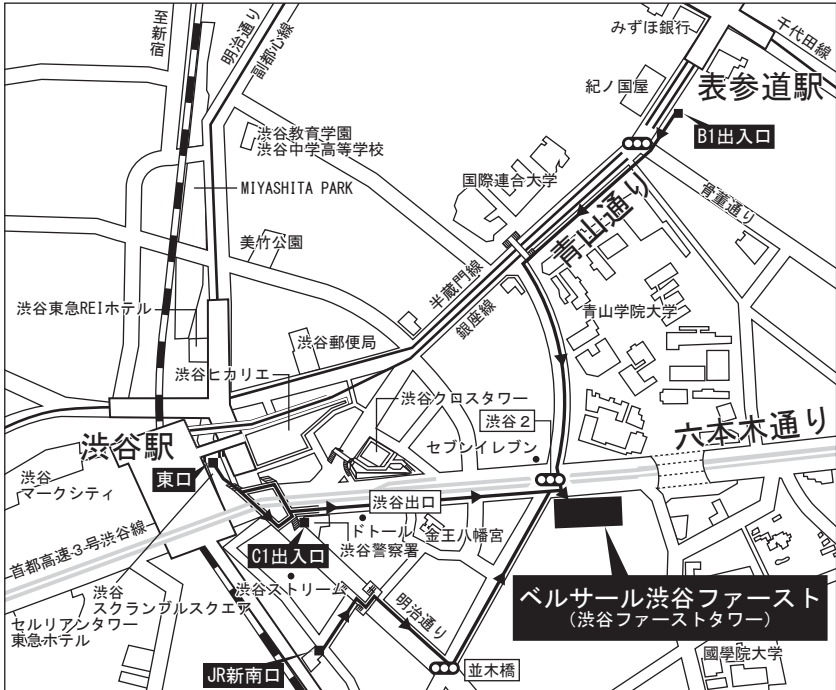 至新宿
明治通り
副都心線
みずほ銀行
千代田線
紀ノ国屋
表参道駅
B1出入口
渋谷教育学園
渋谷中学高等学校
国際連合大学
MIYASHITA PARK
骨董通り
青山通り
美竹公園
半蔵門線
銀座線
渋谷東急REIホテル
青山学院大学
渋谷郵便局
渋谷ヒカリエ
渋谷クロスタワー
渋谷2
六本木通り
渋谷駅
セブンイレブン
東口
渋谷
マークシティ
渋谷出口
ドトール
金王八幡宮
渋谷警察署
C1出入口
首都高速3号渋谷線
渋谷ストリーム
渋谷
スクランブルスクエア
明治通り
ベルサール渋谷ファースト
(渋谷ファーストタワー)
セルリアンタワー
東急ホテル
國學院大学
JR新南口
並木橋